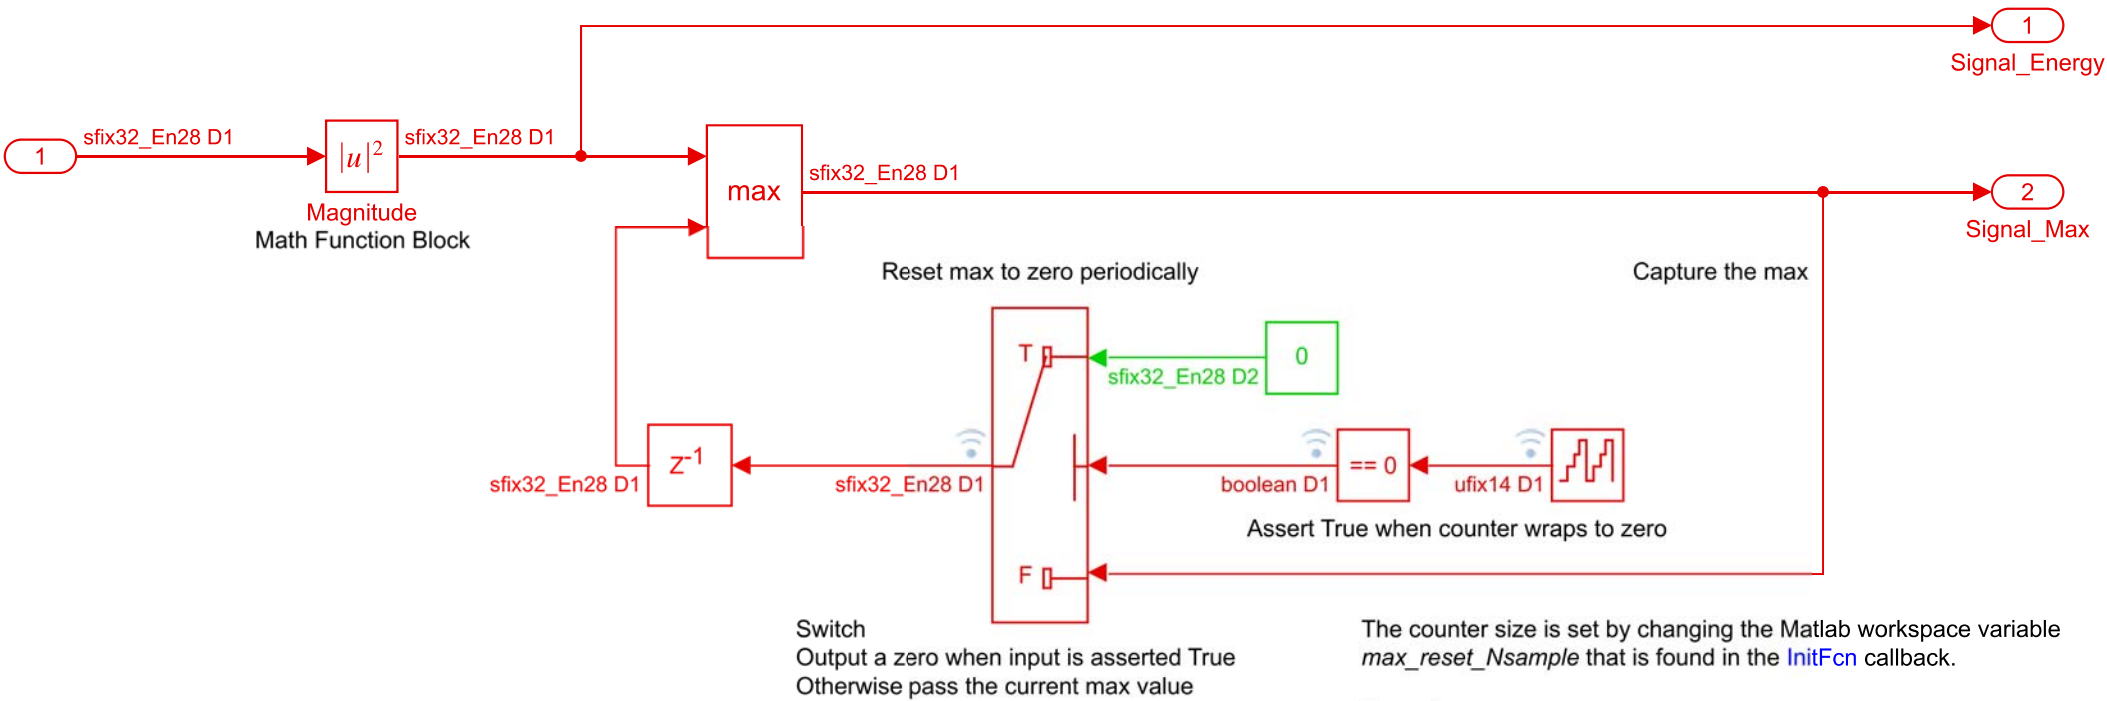 1
Signal_Energy
sfix32_En28 D1
sfix32_En28 D1
1
|u|²
Magnitude
Math Function Block
max
sfix32_En28 D1
2
Signal_Max
Reset max to zero periodically
Capture the max
T
0
sfix32_En28 D2
z⁻¹
sfix32_En28 D1
sfix32_En28 D1
boolean D1
== 0
ufix14 D1
Assert True when counter wraps to zero
F
Switch
Output a zero when input is asserted True
Otherwise pass the current max value
The counter size is set by changing the Matlab workspace variable
max_reset_Nsample that is found in the InitFcn callback.